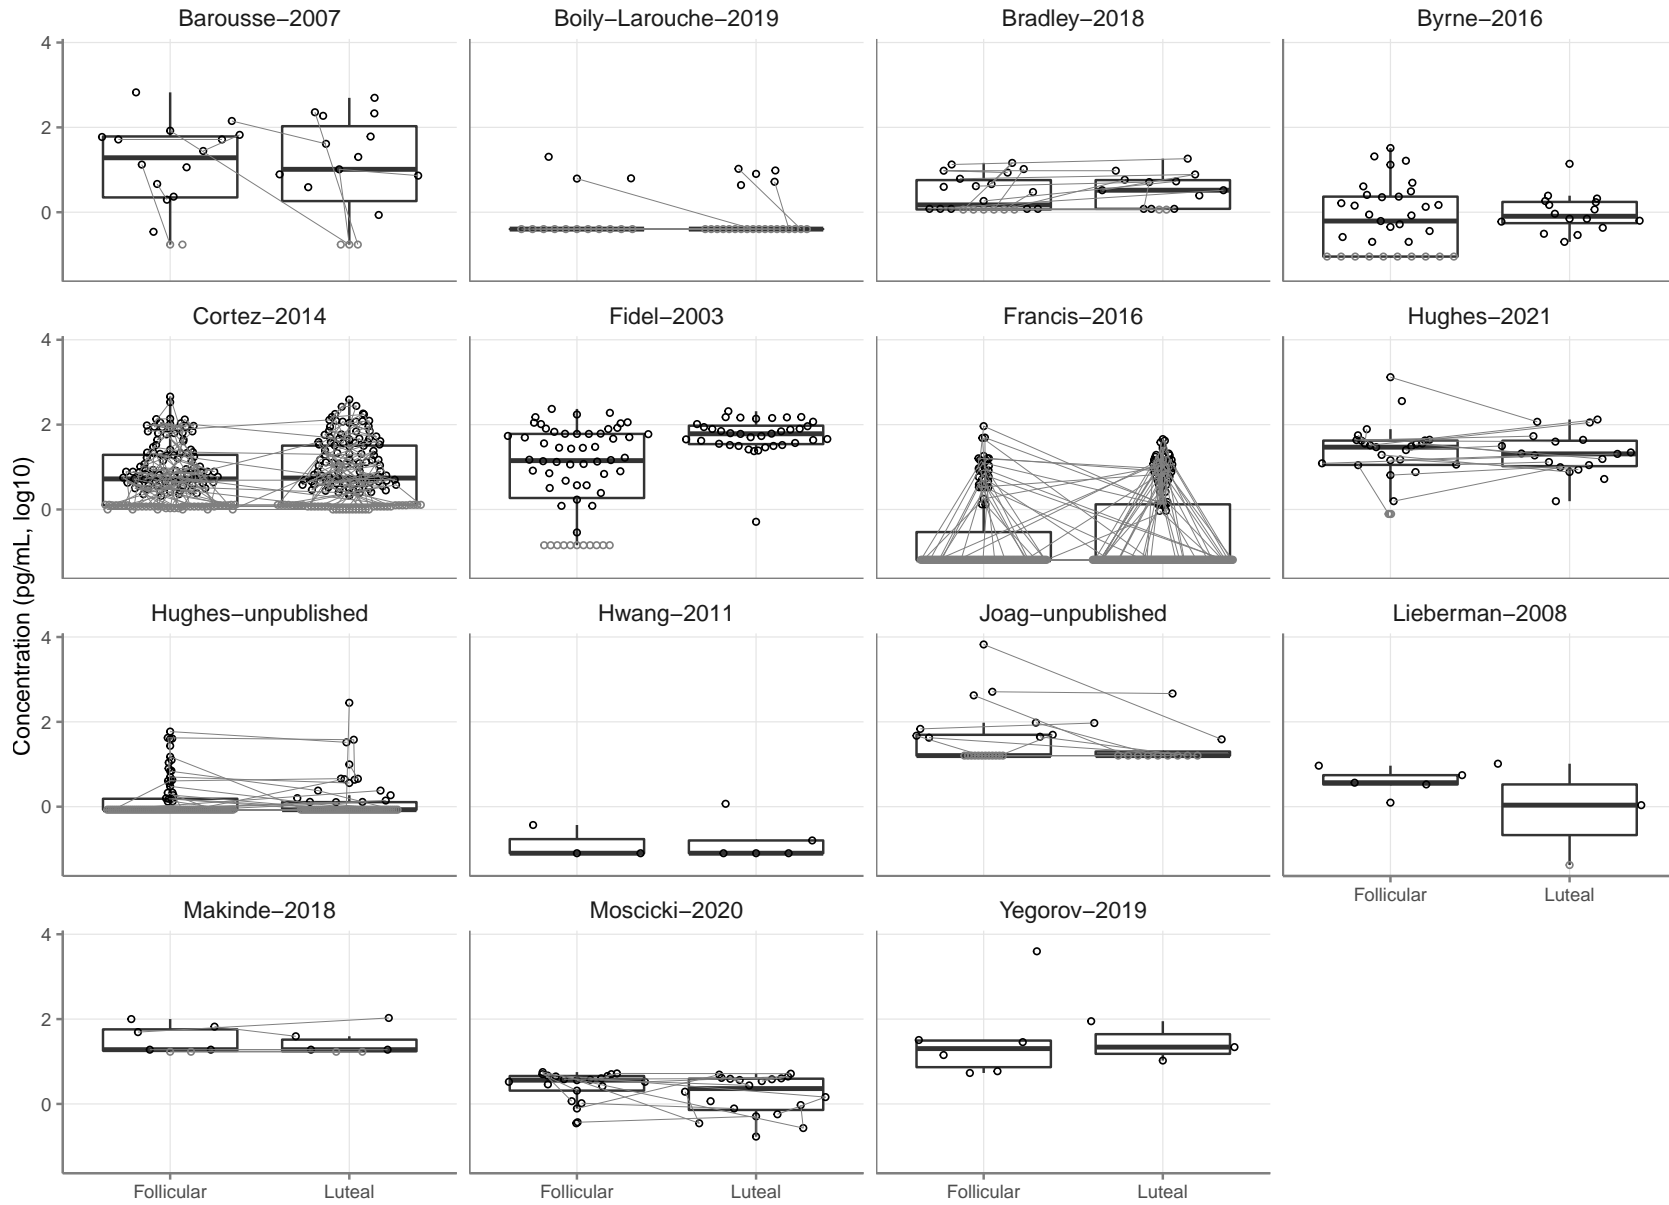 Barousse−2007
Boily−Larouche−2019
Bradley−2018
Byrne−2016
4
2
0
Cortez−2014
Fidel−2003
Francis−2016
Hughes−2021
4
2
0
Concentration (pg/mL, log10)
Hughes−unpublished
Hwang−2011
Joag−unpublished
Lieberman−2008
4
2
0
Follicular
Luteal
Makinde−2018
Moscicki−2020
Yegorov−2019
4
2
0
Follicular
Luteal
Follicular
Luteal
Follicular
Luteal